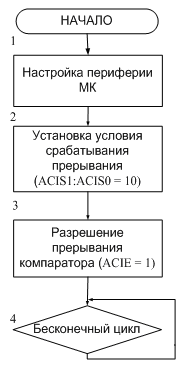 НАЧАЛО
1
Настройка периферии
МК
2
Установка условия
срабатывания
прерывания
(ACIS1:ACIS0 = 10)
3
Разрешение
прерывания
компаратора (ACIE = 1)
4
Бесконечный цикл